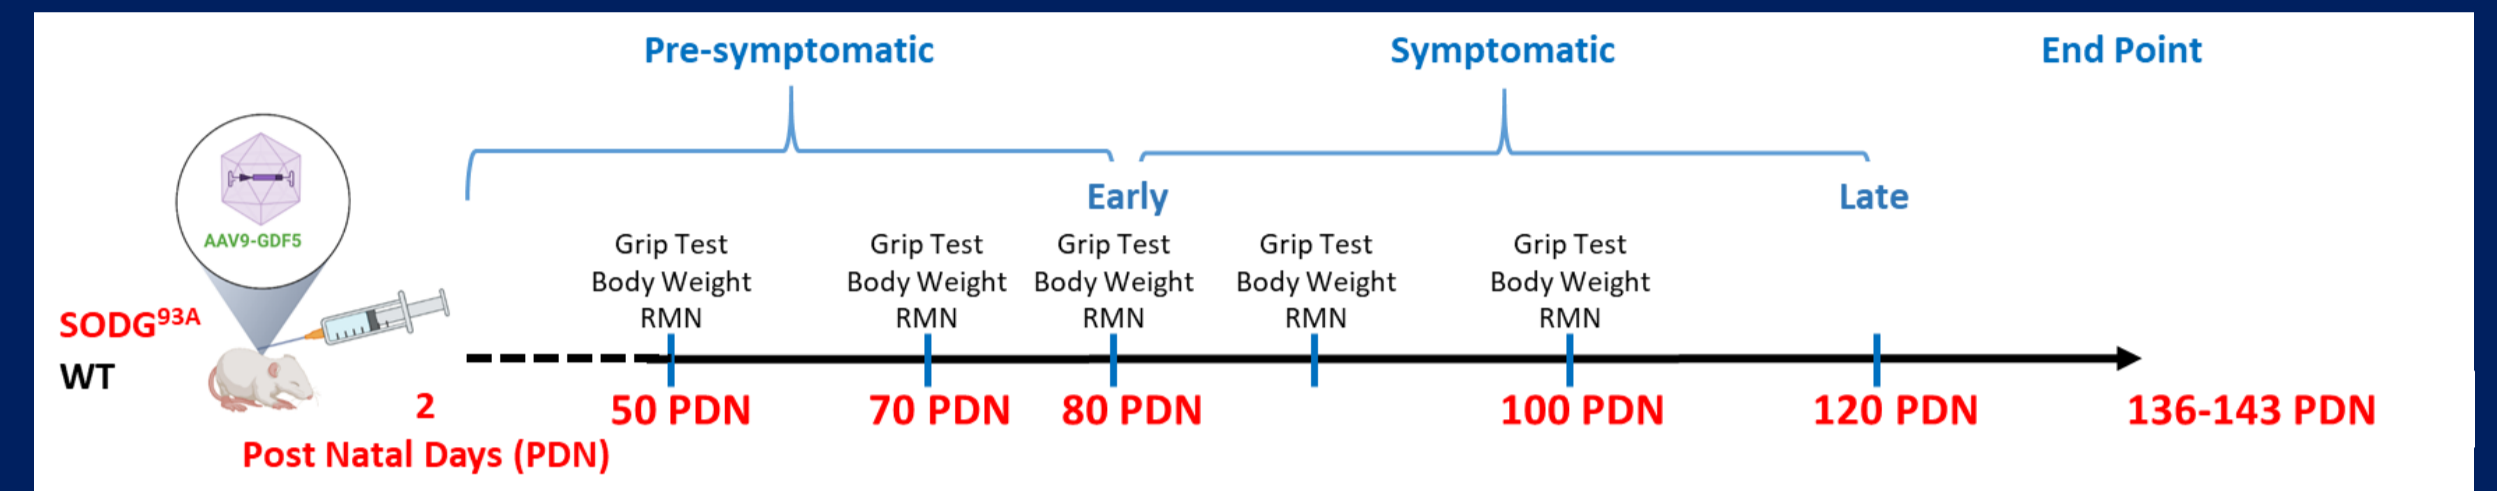 Pre-symptomatic
Symptomatic
End Point
Early
Late
AAV9-GDF5
SODG93A
WT
Grip Test
Body Weight
RMN
Grip Test
Body Weight
RMN
Grip Test
Body Weight
RMN
Grip Test
Body Weight
RMN
Grip Test
Body Weight
RMN
2
Post Natal Days (PDN)
50 PDN
70 PDN
80 PDN
100 PDN
120 PDN
136-143 PDN